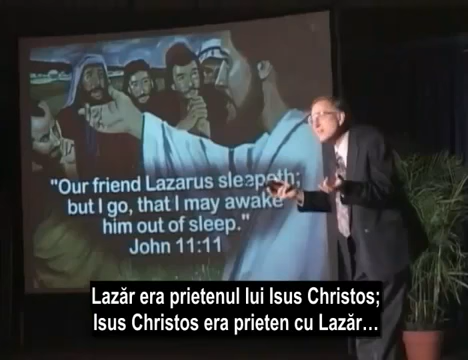 "Our friend Lazarus sleepeth;
but I go, that I may awake
him out of sleep."
John 11:11
Lazăr era prietenul lui Isus Christos;
Isus Christos era prieten cu Lazăr…